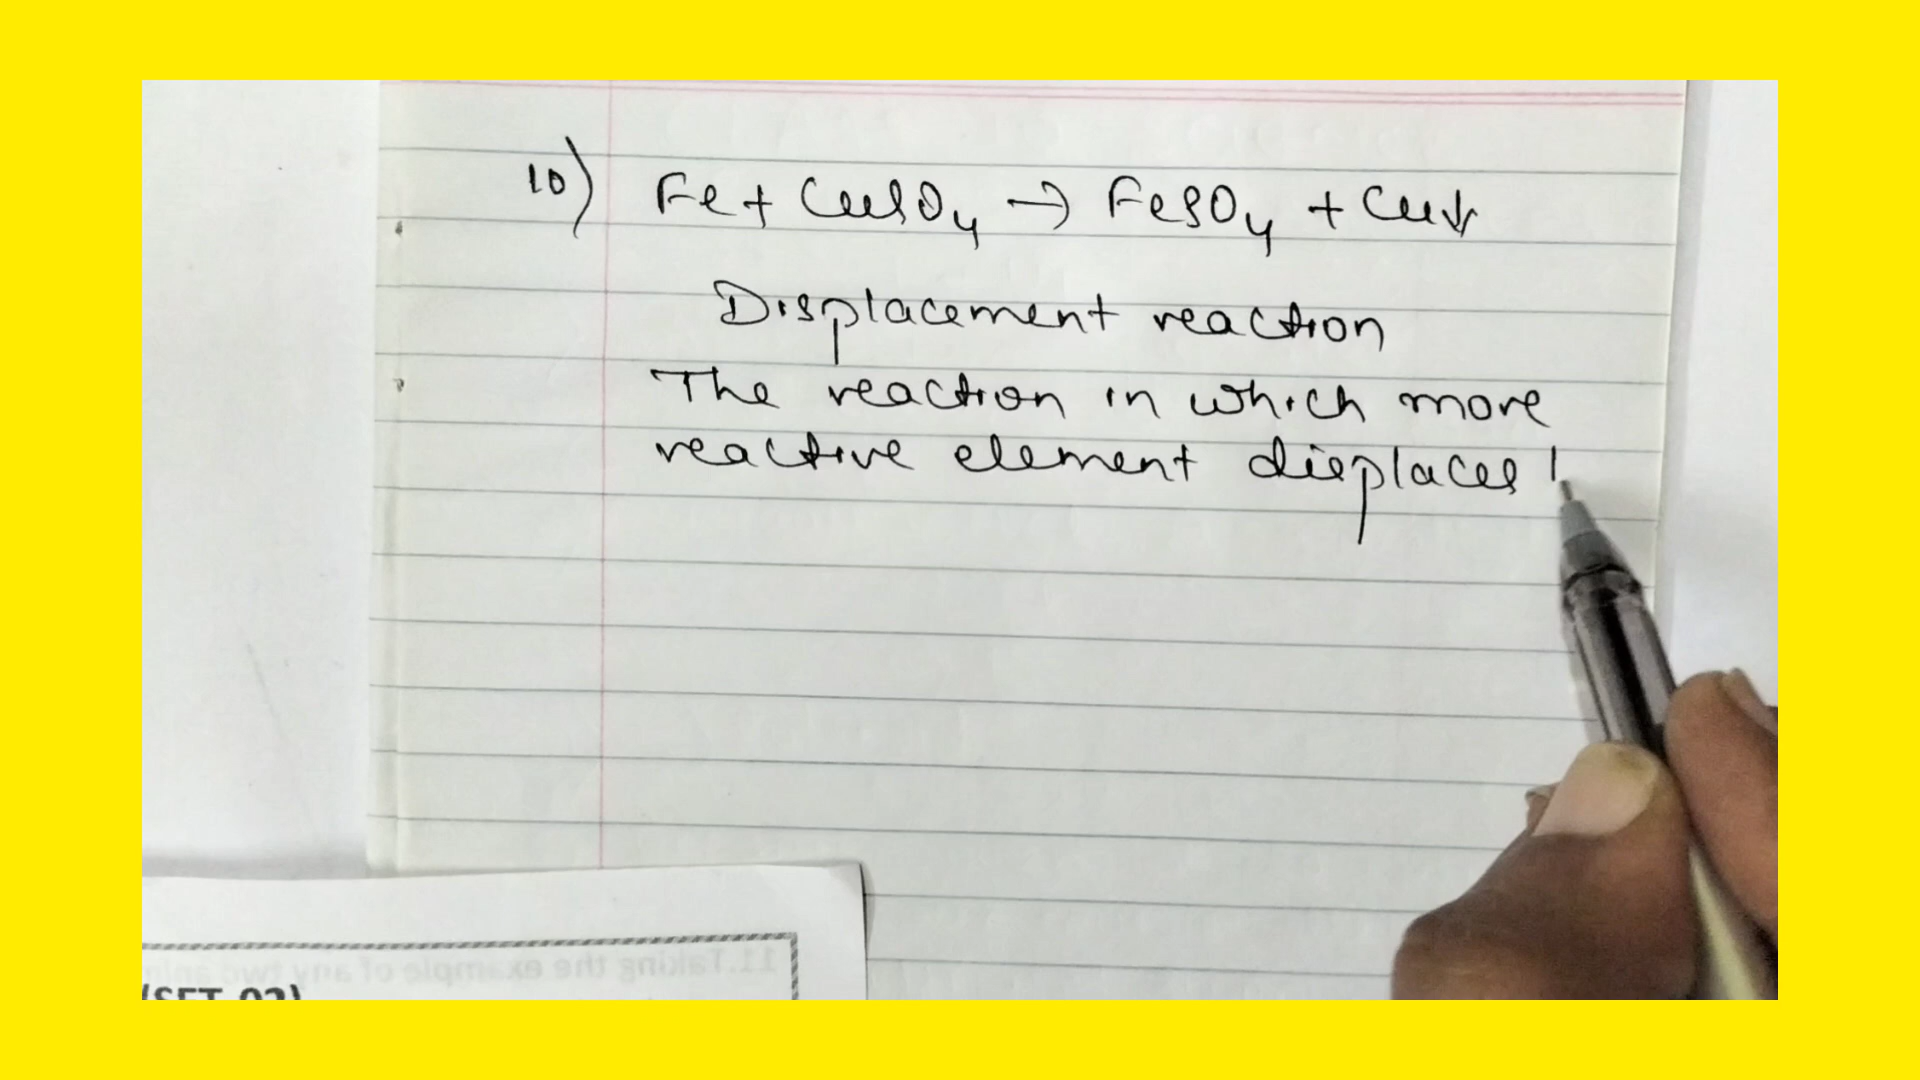 10) Fe + CuSO4 → FeSO4 + Cu↓
Displacement reaction
The reaction in which more
reactive element displaces l
11.Taking the example of any two
(SET-02)